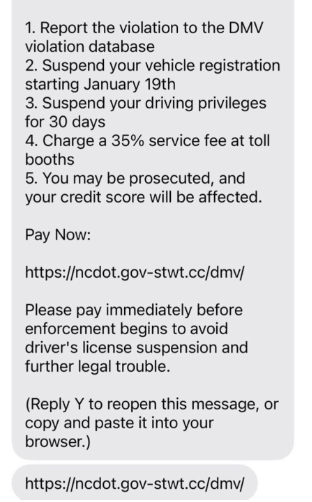 1. Report the violation to the DMV
violation database
2. Suspend your vehicle registration
starting January 19th
3. Suspend your driving privileges
for 30 days
4. Charge a 35% service fee at toll
booths
5. You may be prosecuted, and
your credit score will be affected.
Pay Now:
https://ncdot.gov-stwt.cc/dmv/
Please pay immediately before
enforcement begins to avoid
driver's license suspension and
further legal trouble.
(Reply Y to reopen this message, or
copy and paste it into your
browser.)
https://ncdot.gov-stwt.cc/dmv/